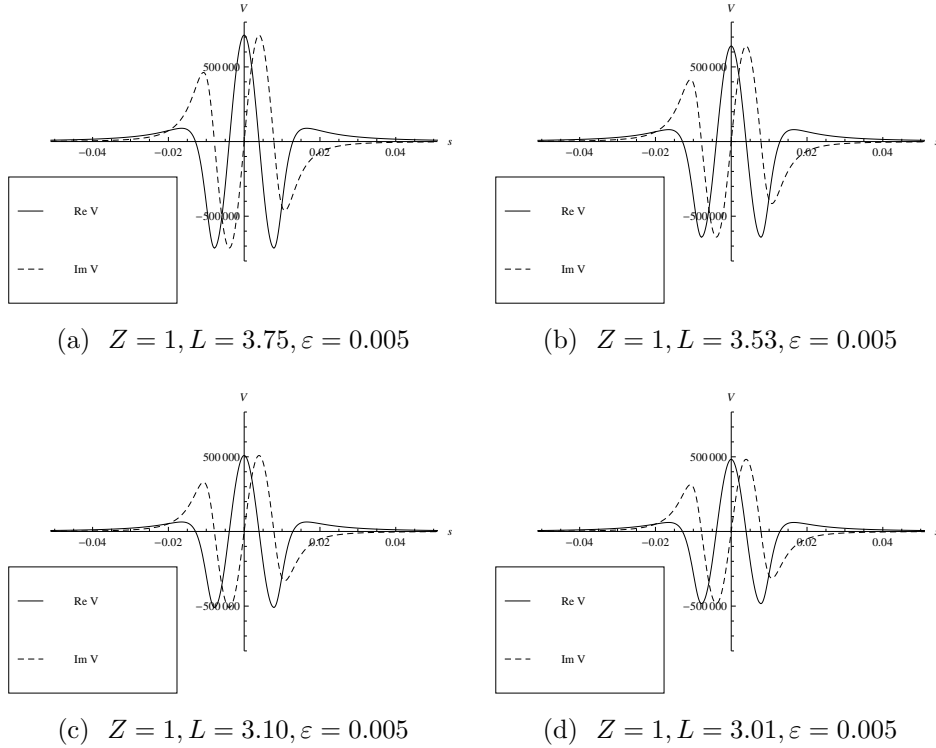 V
500 000
−0.04 −0.02 0.02 0.04 s
−500 000
Re V
Im V
(a) Z = 1, L = 3.75, ε = 0.005
V
500 000
−0.04 −0.02 0.02 0.04 s
−500 000
Re V
Im V
(b) Z = 1, L = 3.53, ε = 0.005
V
500 000
−0.04 −0.02 0.02 0.04 s
−500 000
Re V
Im V
(c) Z = 1, L = 3.10, ε = 0.005
V
500 000
−0.04 −0.02 0.02 0.04 s
−500 000
Re V
Im V
(d) Z = 1, L = 3.01, ε = 0.005